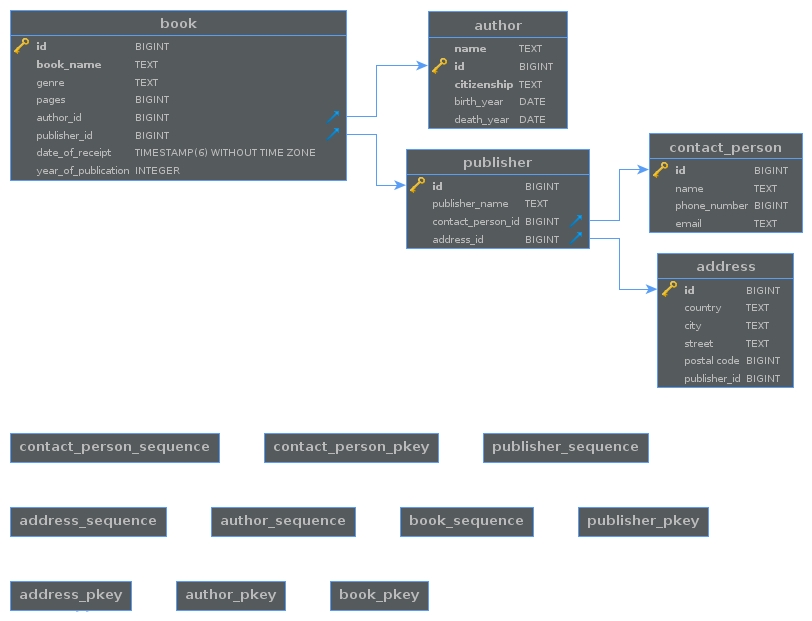 book
id BIGINT
book_name TEXT
genre TEXT
pages BIGINT
author_id BIGINT
publisher_id BIGINT
date_of_receipt TIMESTAMP(6) WITHOUT TIME ZONE
year_of_publication INTEGER
author
name TEXT
id BIGINT
citizenship TEXT
birth_year DATE
death_year DATE
publisher
id BIGINT
publisher_name TEXT
contact_person_id BIGINT
address_id BIGINT
contact_person
id BIGINT
name TEXT
phone_number BIGINT
email TEXT
address
id BIGINT
country TEXT
city TEXT
street TEXT
postal code BIGINT
publisher_id BIGINT
contact_person_sequence contact_person_pkey publisher_sequence
address_sequence author_sequence book_sequence publisher_pkey
address_pkey author_pkey book_pkey